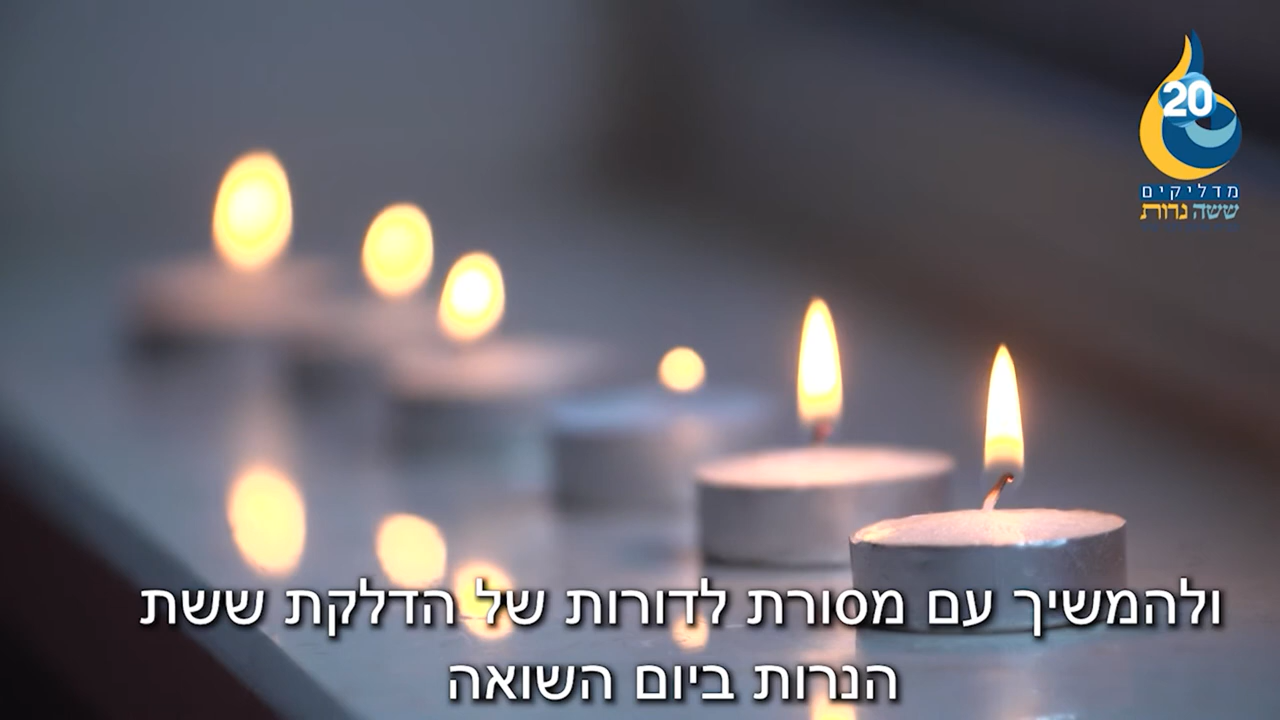 20
מדליקים
ששה נרות
ולהמשיך עם מסורת לדורות של הדלקת ששת
הנרות ביום השואה